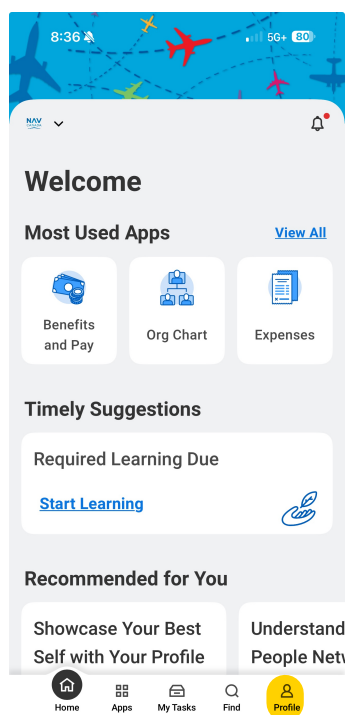 8:36
5G+ 80
NAV
CANADA
Welcome
Most Used Apps
View All
Benefits
and Pay
Org Chart
Expenses
Timely Suggestions
Required Learning Due
Start Learning
Recommended for You
Showcase Your Best
Self with Your Profile
Understand
People Netw
Home
Apps
My Tasks
Find
Profile